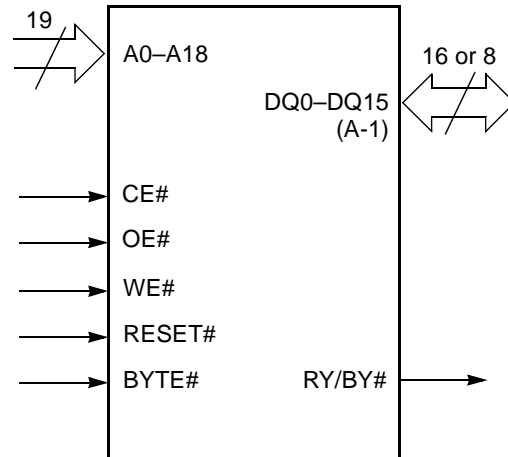 19
A0–A18
16 or 8
DQ0–DQ15
(A-1)
CE#
OE#
WE#
RESET#
BYTE#
RY/BY#